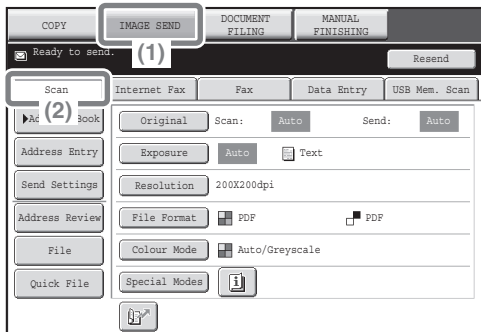 COPY
IMAGE SEND
DOCUMENT
FILING
MANUAL
FINISHING
Ready to send.
(1)
Resend
Scan
Internet Fax
Fax
Data Entry
USB Mem. Scan
(2)
Ad Book
Original
Scan:
Auto
Send:
Auto
Address Entry
Exposure
Auto
Text
Send Settings
Resolution
200X200dpi
Address Review
File Format
PDF
PDF
File
Colour Mode
Auto/Greyscale
Quick File
Special Modes